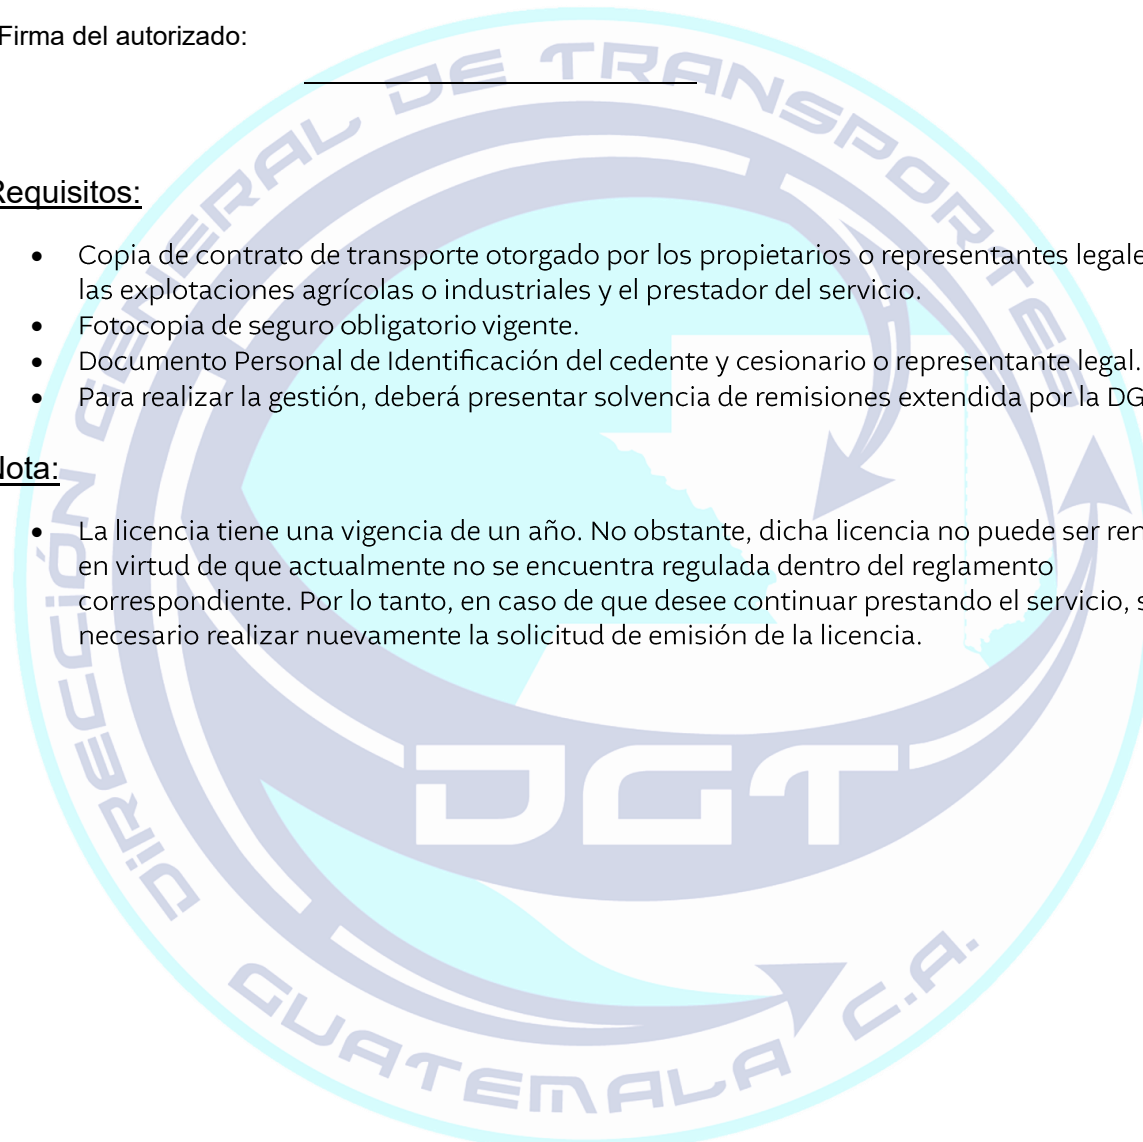 Firma del autorizado:
Requisitos:
• Copia de contrato de transporte otorgado por los propietarios o representantes legale
las explotaciones agrícolas o industriales y el prestador del servicio.
• Fotocopia de seguro obligatorio vigente.
• Documento Personal de Identificación del cedente y cesionario o representante legal.
• Para realizar la gestión, deberá presentar solvencia de remisiones extendida por la DG
Nota:
• La licencia tiene una vigencia de un año. No obstante, dicha licencia no puede ser ren
en virtud de que actualmente no se encuentra regulada dentro del reglamento
correspondiente. Por lo tanto, en caso de que desee continuar prestando el servicio, s
necesario realizar nuevamente la solicitud de emisión de la licencia.
DIRECCIÓN GENERAL DE TRANSPORTES
DGT
GUATEMALA C.A.